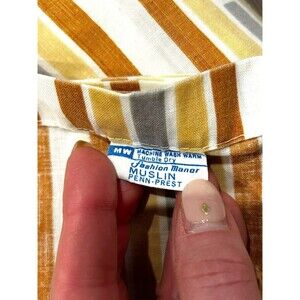 MW MACHINE WASH WARM
Tumble Dry
Fashion Manor
MUSLIN
PENN-PREST